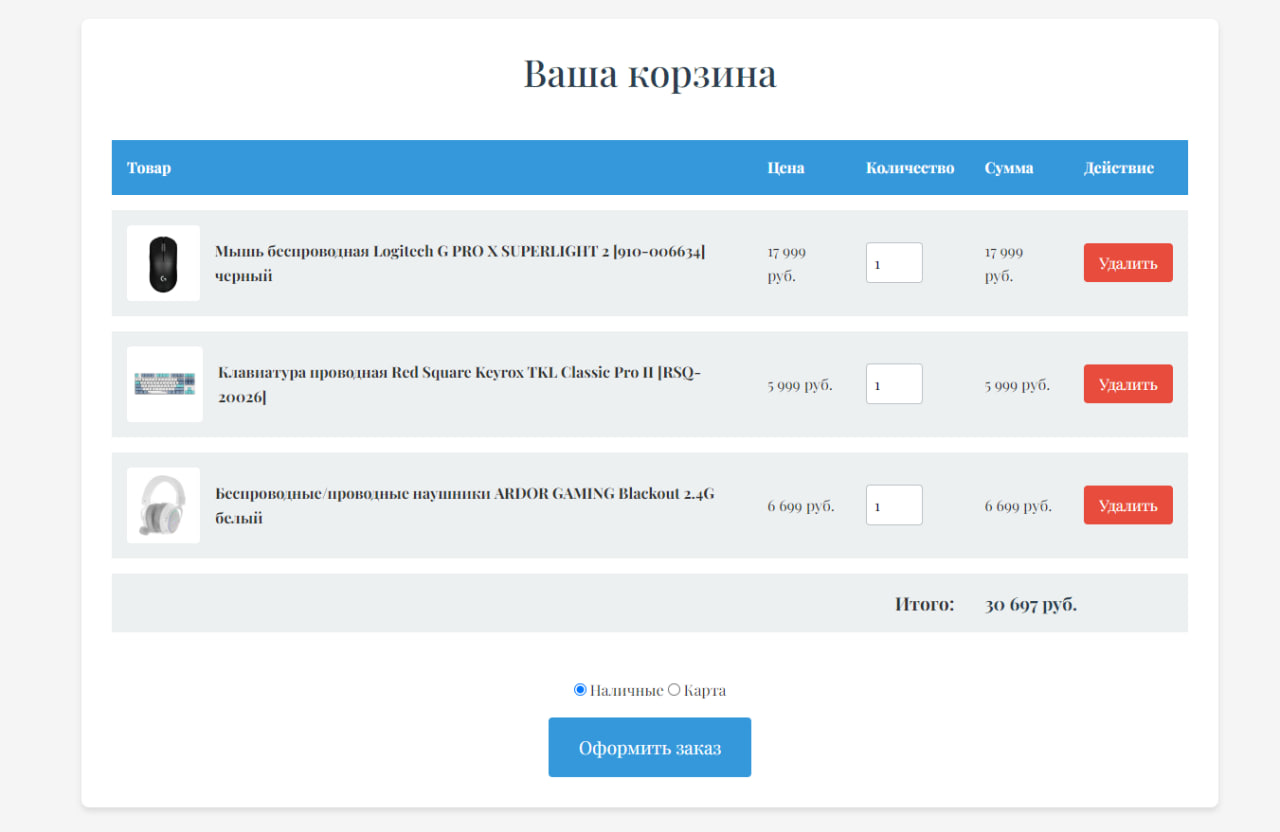 Ваша корзина
Товар Цена Количество Сумма Действие
Мышь беспроводная Logitech G PRO X SUPERLIGHT 2 [910-006634]
черный
17 999
руб.
1
17 999
руб.
Удалить
Клавиатура проводная Red Square Keyrox TKL Classic Pro II [RSQ-
20026]
5 999 руб.
1
5 999 руб.
Удалить
Беспроводные/проводные наушники ARDOR GAMING Blackout 2.4G
белый
6 699 руб.
1
6 699 руб.
Удалить
Итого: 30 697 руб.
Наличные Карта
Оформить заказ